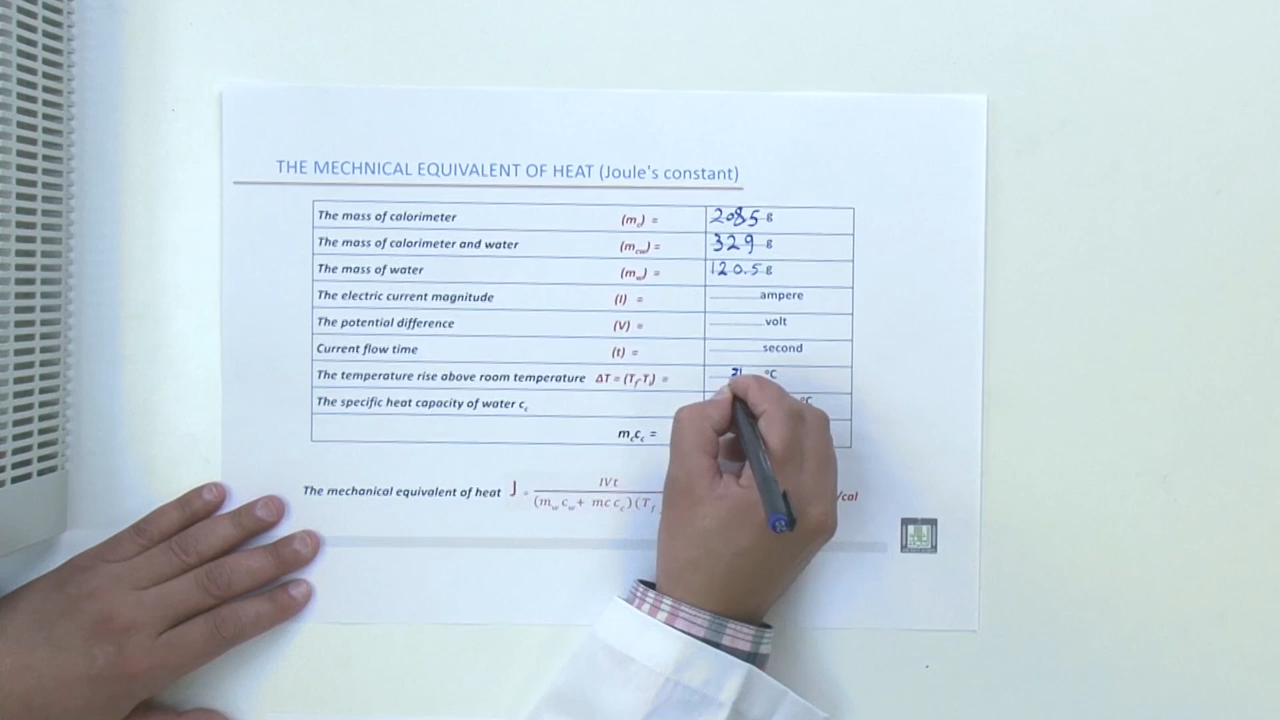 THE MECHNICAL EQUIVALENT OF HEAT (Joule's constant)
The mass of calorimeter (mc) = 208.5 g
The mass of calorimeter and water (mcw) = 329 g
The mass of water (mw) = 120.5 g
The electric current magnitude (I) = ampere
The potential difference (V) = volt
Current flow time (t) = second
The temperature rise above room temperature ΔT = (Tf-Ti) = °C
The specific heat capacity of water cc °C
mccc =
The mechanical equivalent of heat J = IVt
(mw cw + mc cc) (Tf
/cal